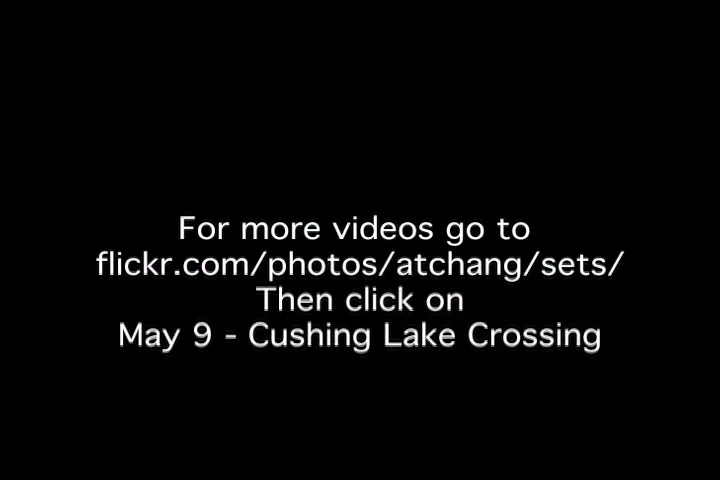 For more videos go to
flickr.com/photos/atchang/sets/
Then click on
May 9 - Cushing Lake Crossing